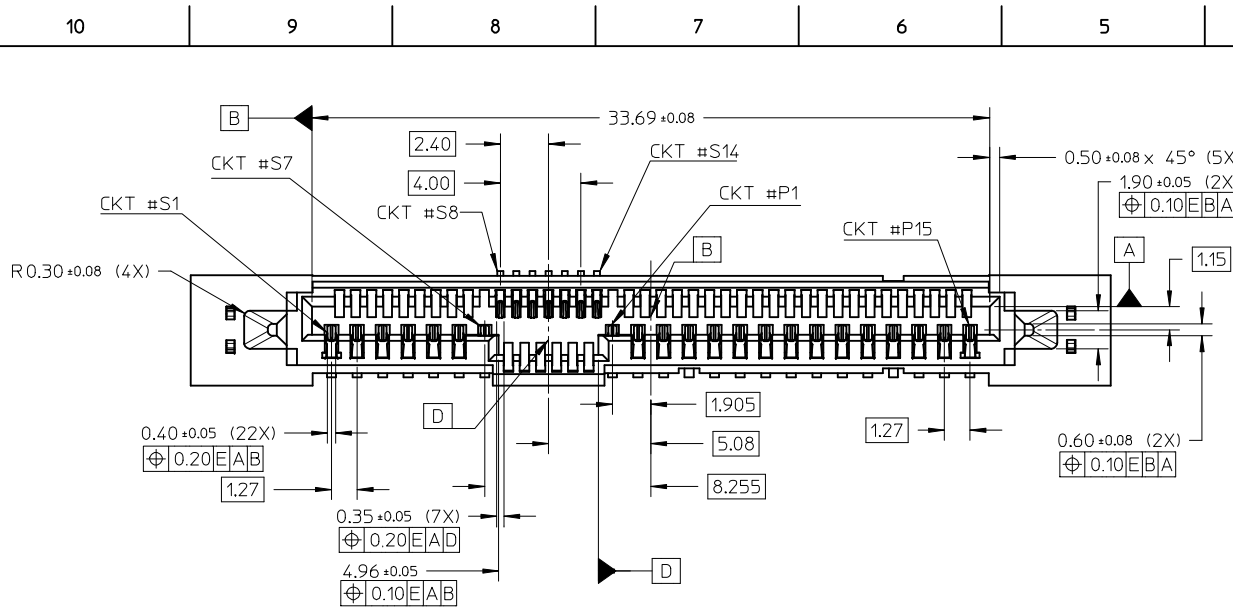 10 9 8 7 6 5
B 33.69 ±0.08
2.40
CKT #S7 CKT #S14
0.50 ±0.08 x 45° (5X
4.00
1.90 ±0.05 (2X
⌖ 0.10 E B A
CKT #S1 CKT #S8 CKT #P1
CKT #P15
B
A 1.15
R 0.30 ±0.08 (4X)
D 1.905
0.40 ±0.05 (22X) 5.08 1.27 0.60 ±0.08 (2X)
⌖ 0.20 E A B ⌖ 0.10 E B A
1.27 8.255
0.35 ±0.05 (7X)
⌖ 0.20 E A D
4.96 ±0.05 D
⌖ 0.10 E A B